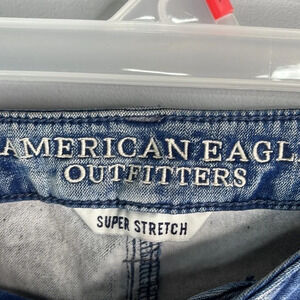 AMERICAN EAGL
OUTFITTERS
SUPER STRETCH